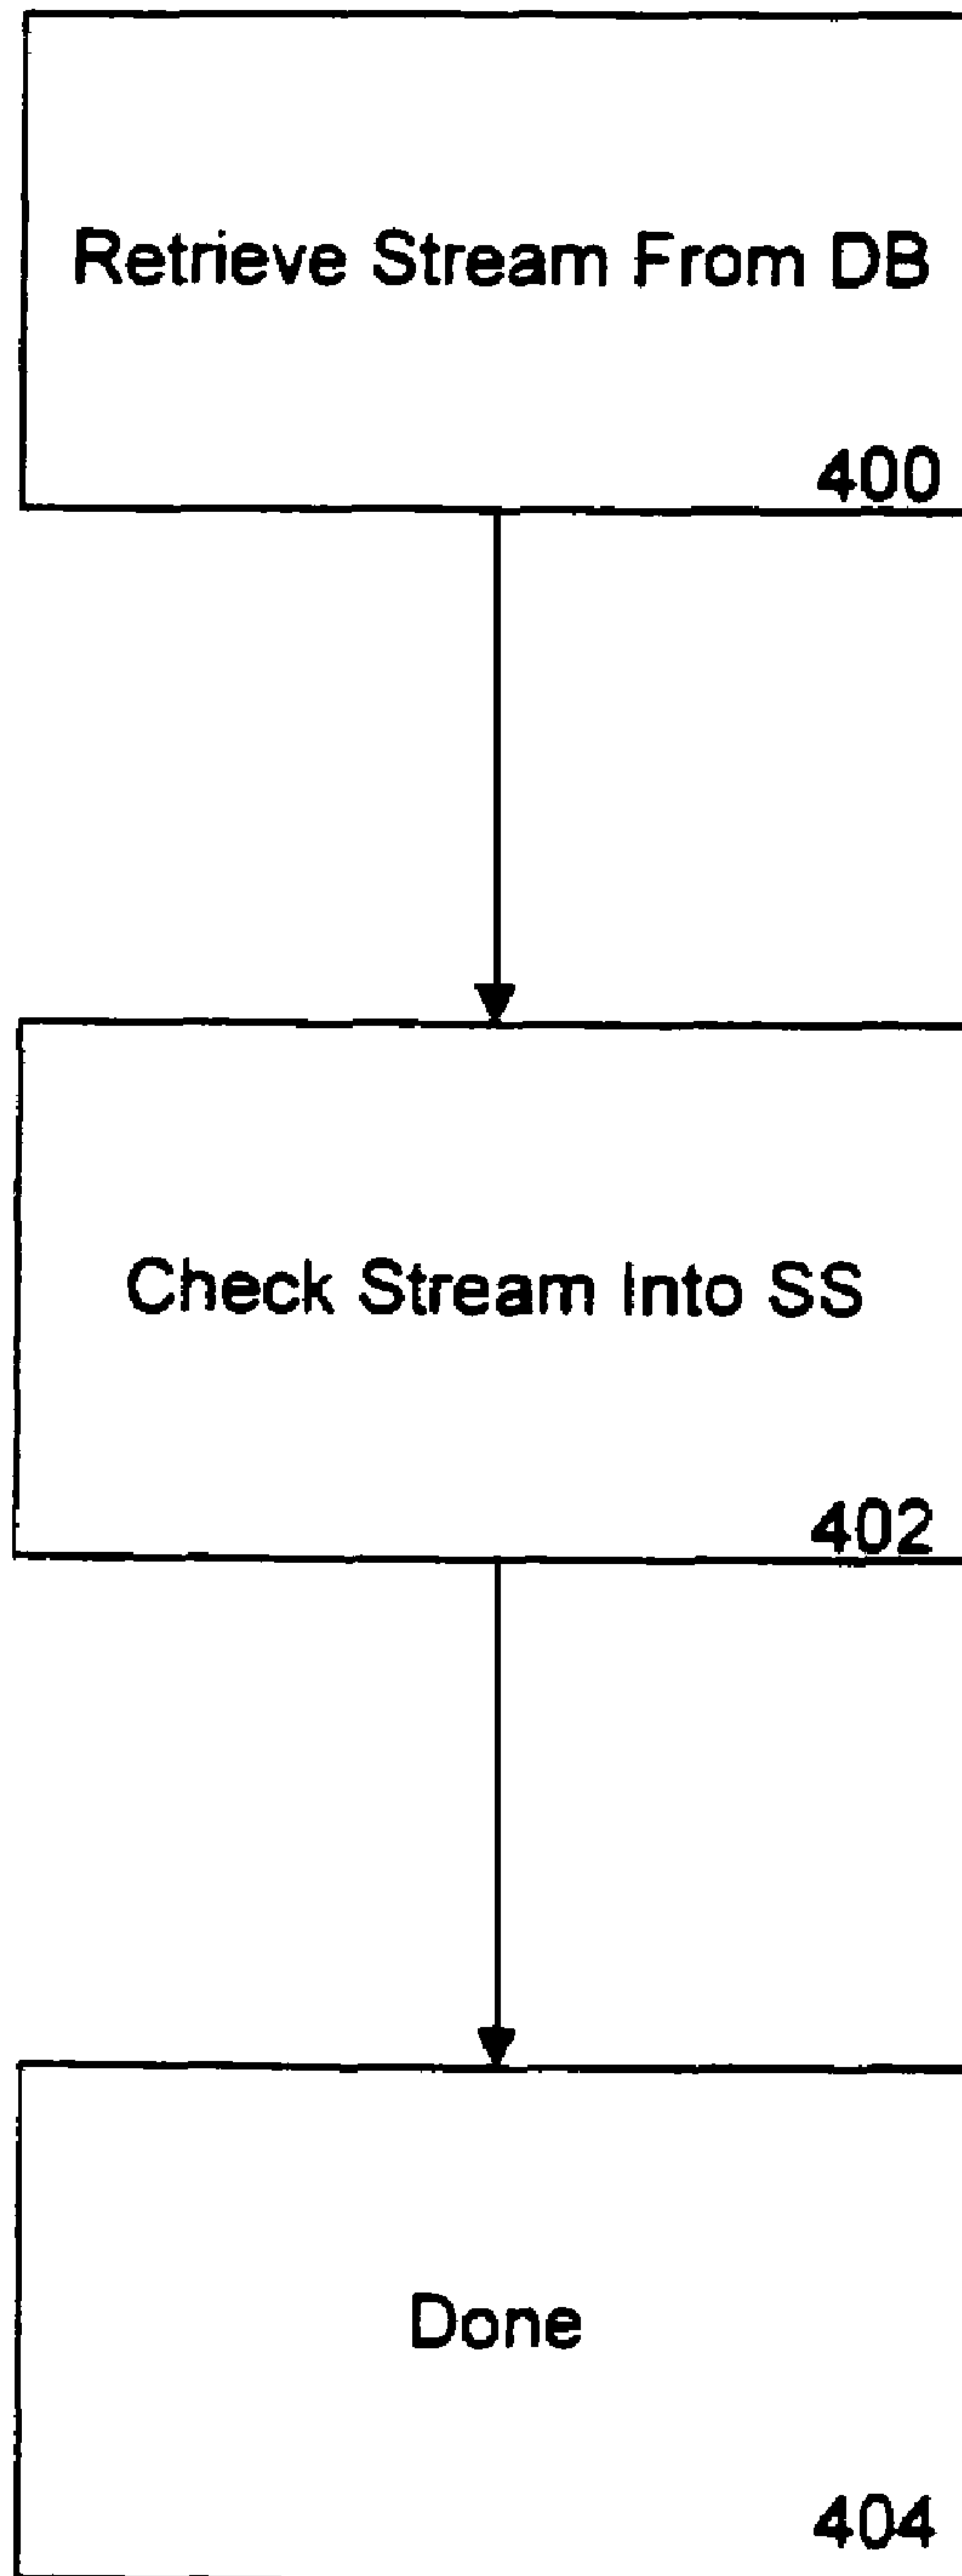 Retrieve Stream From DB
400
Check Stream Into SS
402
Done
404